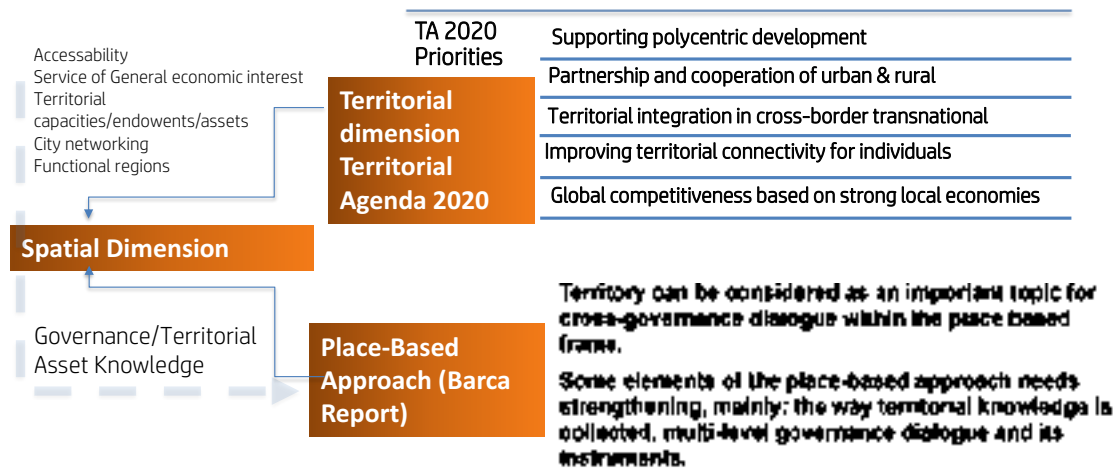 TA 2020
Priorities
Supporting polycentric development
Partnership and cooperation of urban & rural
Territorial integration in cross-border transnational
Improving territorial connectivity for individuals
Global competitiveness based on strong local economies
Accessability
Service of General economic interest
Territorial
capacities/endowents/assets
City networking
Functional regions
Territorial
dimension
Territorial
Agenda 2020
Spatial Dimension
Governance/Territorial
Asset Knowledge
Place-Based
Approach (Barca
Report)
Territory can be considered as an important topic for
cross-governance dialogue within the place based
frame.
Some elements of the place-based approach needs
strengthening, mainly: the way territorial knowledge is
collected, multi-level governance dialogue and its
instruments.